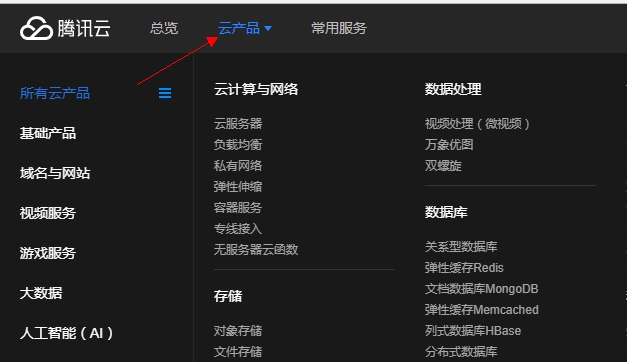 腾讯云 总览 云产品 常用服务
所有云产品
基础产品
域名与网站
视频服务
游戏服务
大数据
人工智能（AI）
云计算与网络
云服务器
负载均衡
私有网络
弹性伸缩
容器服务
专线接入
无服务器云函数
存储
对象存储
文件存储
数据处理
视频处理（微视频）
万象优图
双螺旋
数据库
关系型数据库
弹性缓存Redis
文档数据库MongoDB
弹性缓存Memcached
列式数据库HBase
分布式数据库